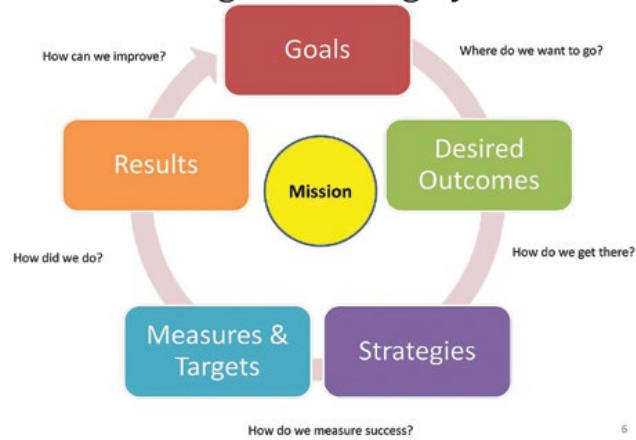 Goals
How can we improve?
Where do we want to go?
Results
Mission
Desired
Outcomes
How did we do?
How do we get there?
Measures &
Targets
Strategies
How do we measure success?
6